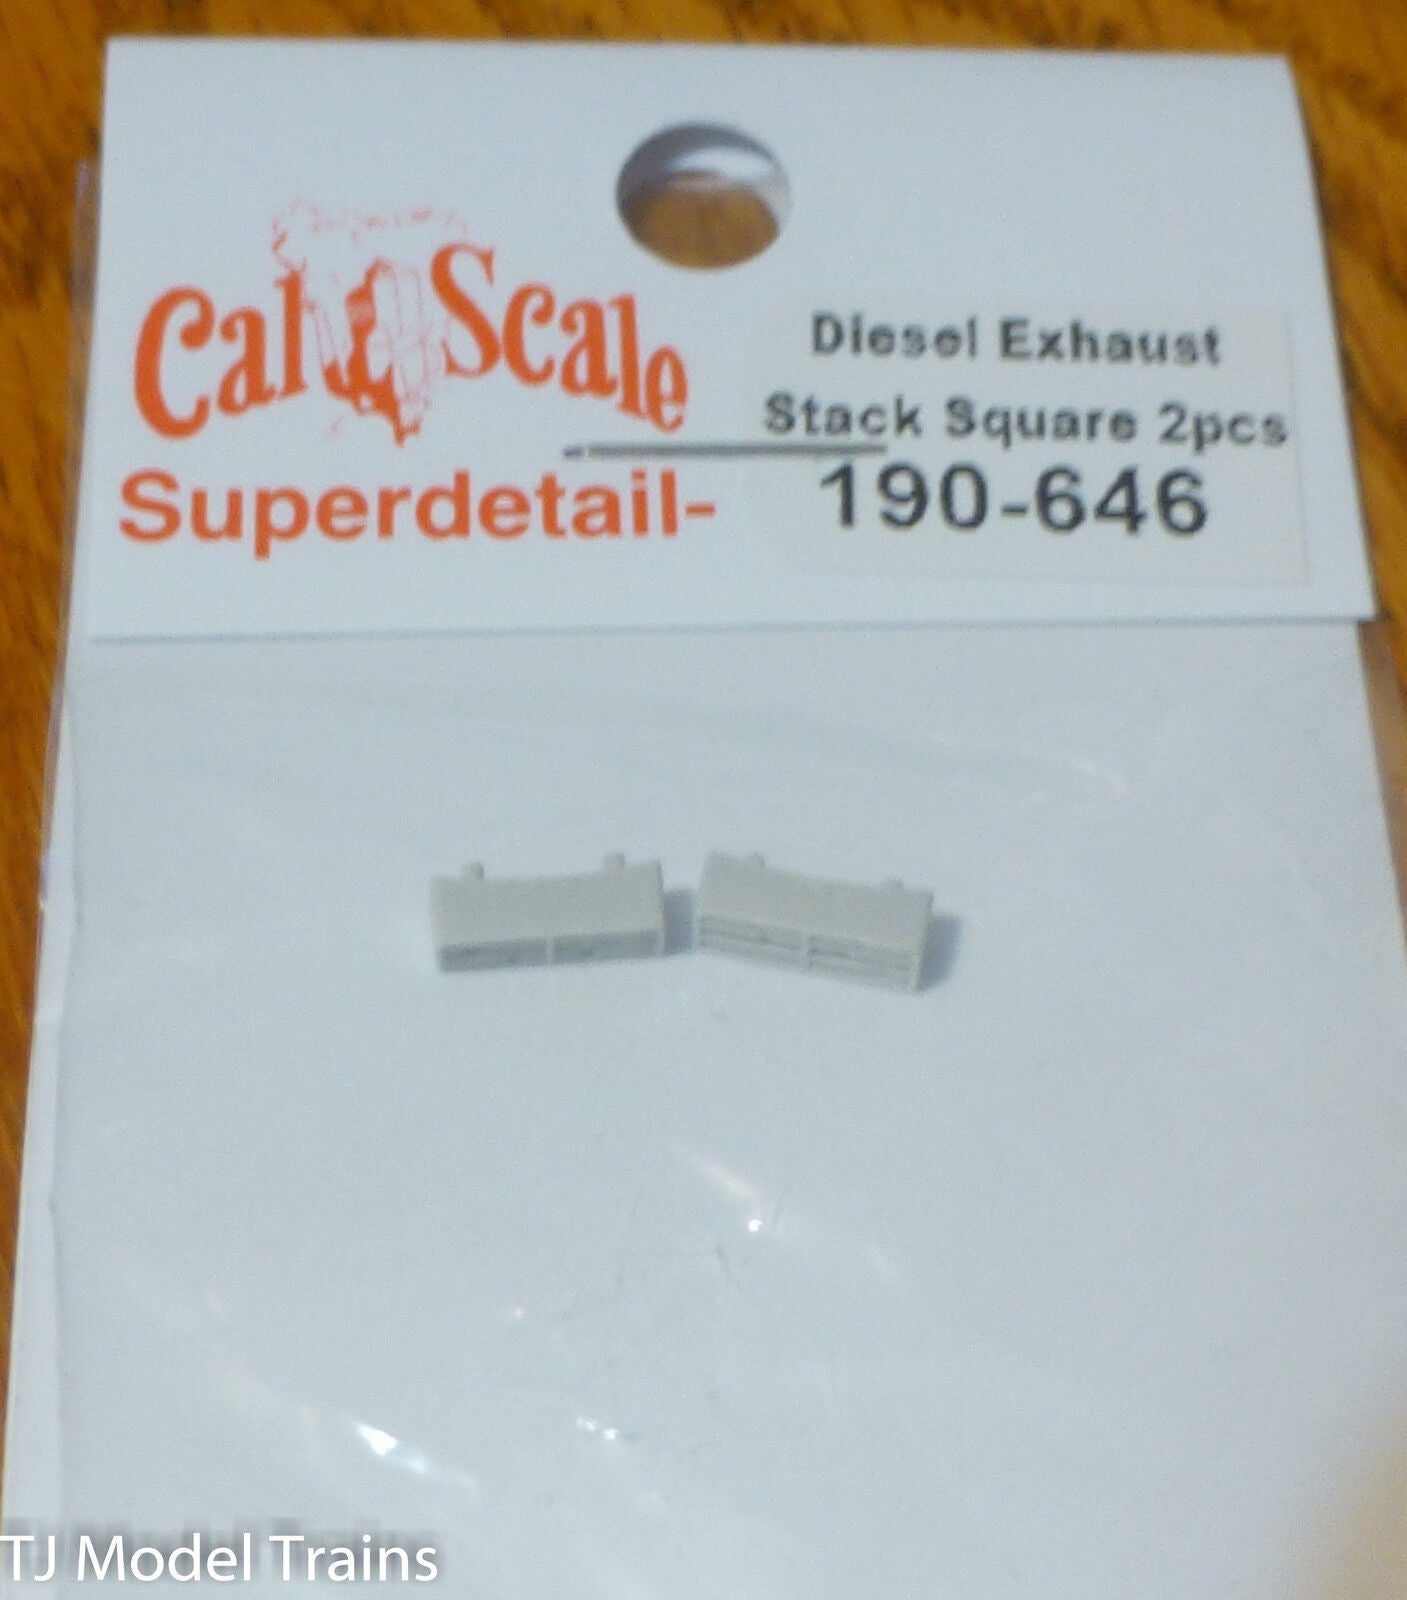 Cal Scale
Superdetail-
Diesel Exhaust
Stack Square 2pcs
190-646
TJ Model Trains